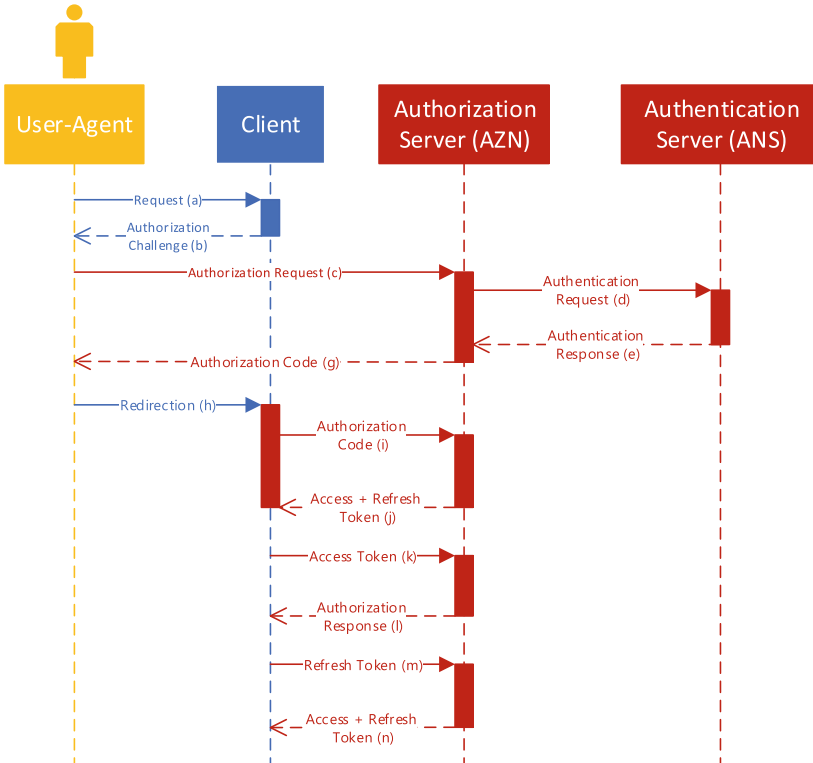 User-Agent
Client
Authorization
Server (AZN)
Authentication
Server (ANS)
Request (a)
Authorization
Challenge (b)
Authorization Request (c)
Authentication
Request (d)
Authentication
Response (e)
Authorization Code (g)
Redirection (h)
Authorization
Code (i)
Access + Refresh
Token (j)
Access Token (k)
Authorization
Response (l)
Refresh Token (m)
Access + Refresh
Token (n)